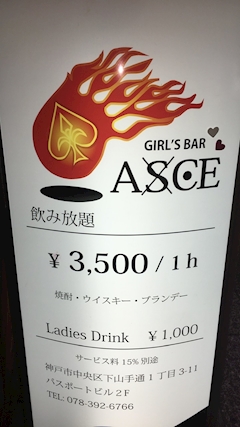 GIRL'S BAR
ASCE
飲み放題
¥ 3,500 / 1h
焼酎・ウイスキー・ブランデー
Ladies Drink ¥ 1,000
サービス料 15% 別途
神戸市中央区下山手通 1 丁目 3-11
パスポートビル 2 F
TEL: 078-392-6766